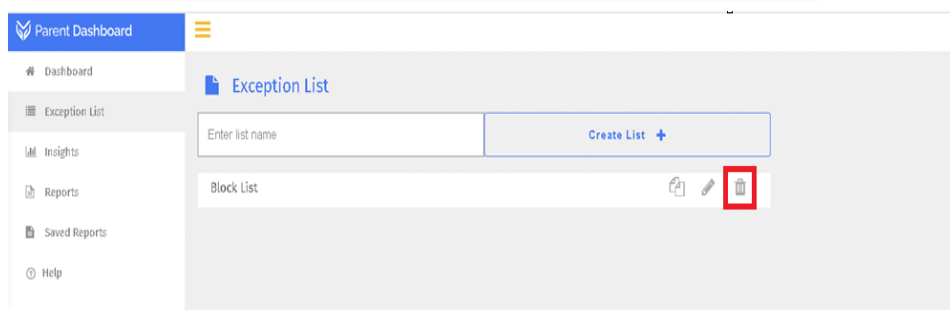 Parent Dashboard
Dashboard
Exception List
Exception List
Enter list name
Create List +
Insights
Block List
Reports
Saved Reports
Help